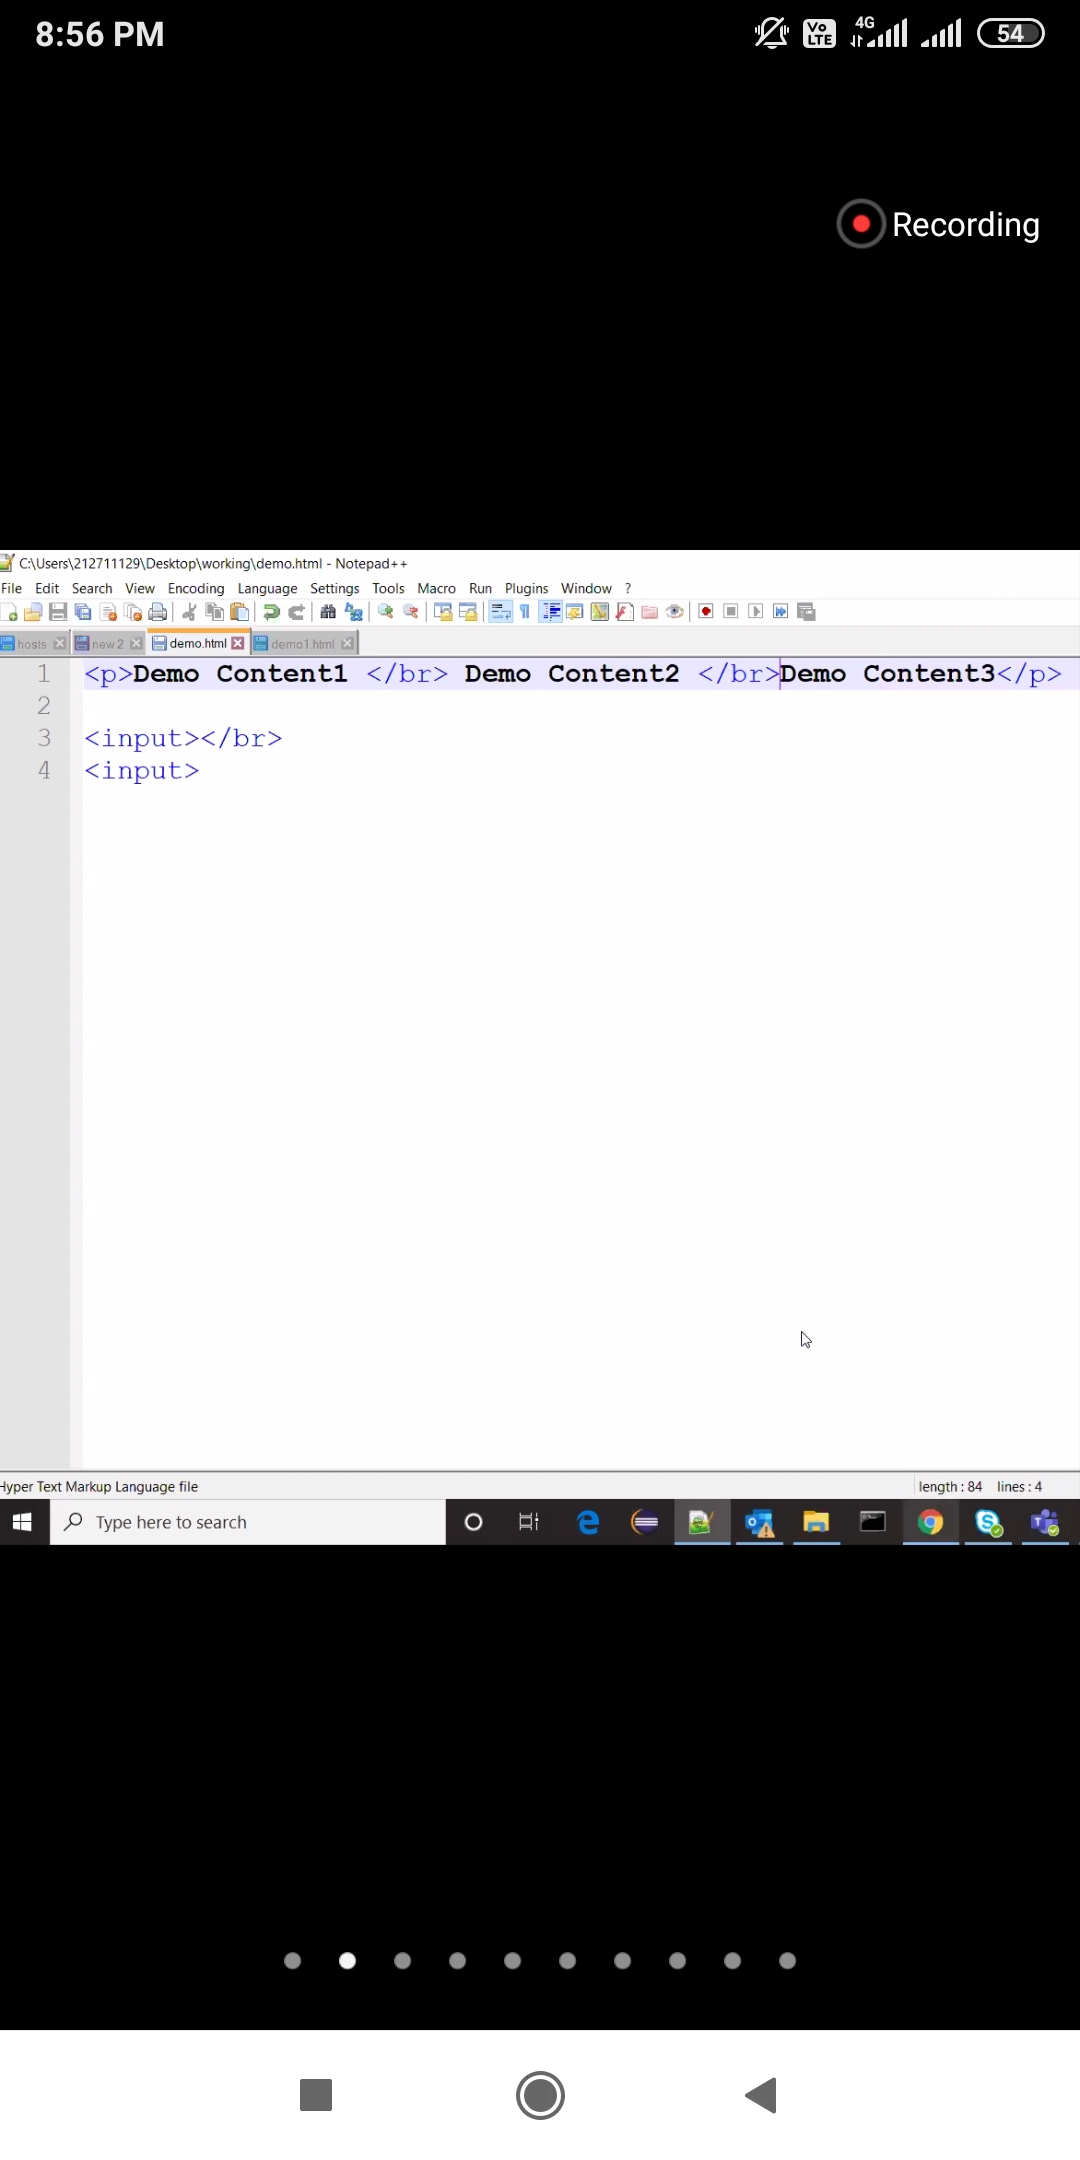 8:56 PM
Vo LTE 4G 54
Recording
C:\Users\212711129\Desktop\working\demo.html - Notepad++
File Edit Search View Encoding Language Settings Tools Macro Run Plugins Window ?
hosts new 2 demo.html demo1.html
1 <p>Demo Content1 </br> Demo Content2 </br>Demo Content3</p>
2
3 <input></br>
4 <input>
Hyper Text Markup Language file length : 84 lines : 4
Type here to search